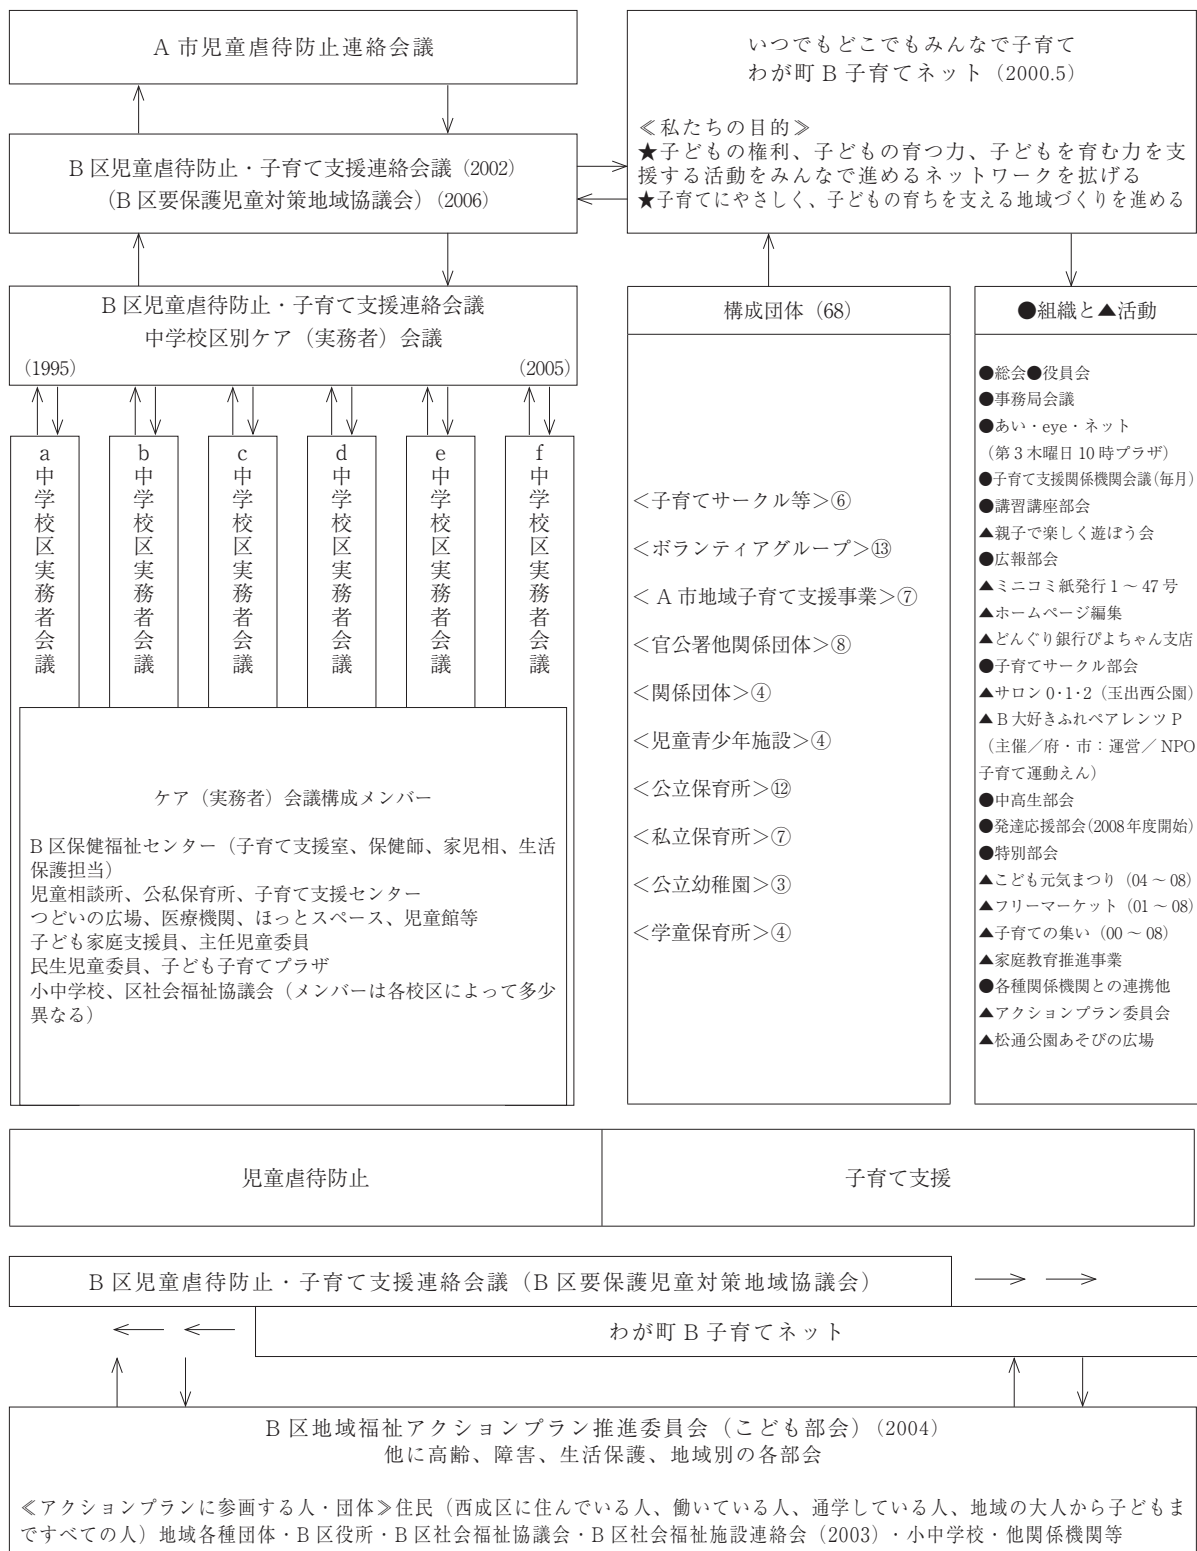 A 市児童虐待防止連絡会議
いつでもどこでもみんなで子育て
わが町 B 子育てネット（2000.5）
≪私たちの目的≫
★子どもの権利、子どもの育つ力、子どもを育む力を支
援する活動をみんなで進めるネットワークを拡げる
★子育てにやさしく、子どもの育ちを支える地域づくりを進める
B 区児童虐待防止・子育て支援連絡会議 (2002)
(B 区要保護児童対策地域協議会) (2006)
B 区児童虐待防止・子育て支援連絡会議
中学校区別ケア（実務者）会議
(1995)
(2005)
a 中学校区実務者会議
b 中学校区実務者会議
c 中学校区実務者会議
d 中学校区実務者会議
e 中学校区実務者会議
f 中学校区実務者会議
ケア（実務者）会議構成メンバー
B 区保健福祉センター（子育て支援室、保健師、家児相、生活
保護担当）
児童相談所、公私保育所、子育て支援センター
つどいの広場、医療機関、ほっとスペース、児童館等
子ども家庭支援員、主任児童委員
民生児童委員、子ども子育てプラザ
小中学校、区社会福祉協議会（メンバーは各校区によって多少
異なる）
構成団体（68）
＜子育てサークル等＞⑥
＜ボランティアグループ＞⑬
＜ A 市地域子育て支援事業＞⑦
＜官公署他関係団体＞⑧
＜関係団体＞④
＜児童青少年施設＞④
＜公立保育所＞⑫
＜私立保育所＞⑦
＜公立幼稚園＞③
＜学童保育所＞④
●組織と▲活動
●総会●役員会
●事務局会議
●あい・eye・ネット
（第 3 木曜日 10 時プラザ）
●子育て支援関係機関会議(毎月)
●講習講座部会
▲親子で楽しく遊ぼう会
●広報部会
▲ミニコミ紙発行 1 ～ 47 号
▲ホームページ編集
▲どんぐり銀行ぴよちゃん支店
●子育てサークル部会
▲サロン 0・1・2（玉出西公園）
▲ B 大好きふれペアレンツ P
（主催／府・市：運営／ NPO
子育て運動えん）
●中高生部会
●発達応援部会(2008 年度開始)
●特別部会
▲こども元気まつり（04 ～ 08）
▲フリーマーケット（01 ～ 08）
▲子育ての集い（00 ～ 08）
▲家庭教育推進事業
●各種関係機関との連携他
▲アクションプラン委員会
▲松通公園あそびの広場
児童虐待防止
子育て支援
B 区児童虐待防止・子育て支援連絡会議（B 区要保護児童対策地域協議会）
わが町 B 子育てネット
B 区地域福祉アクションプラン推進委員会（こども部会）(2004)
他に高齢、障害、生活保護、地域別の各部会
≪アクションプランに参画する人・団体≫住民（西成区に住んでいる人、働いている人、通学している人、地域の大人から子どもま
ですべての人）地域各種団体・B 区役所・B 区社会福祉協議会・B 区社会福祉施設連絡会（2003）・小中学校・他関係機関等